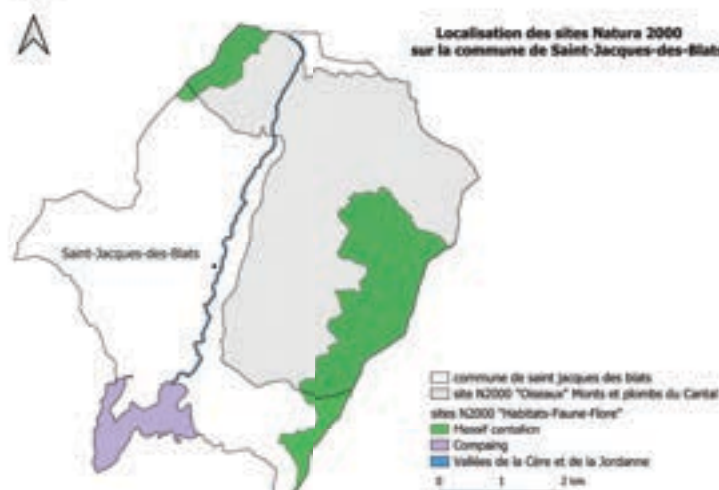 Localisation des sites Natura 2000
sur la commune de Saint-Jacques-des-Blats
Saint-Jacques-des-Blats
commune de saint jacques des blats
site N2000 "Oiseaux" Monts et plombs du Cantal
sites N2000 "Habitats-Faune-Flore"
Massif cantalien
Compaing
Vallées de la Cère et de la Jordanne
0 1 2 km